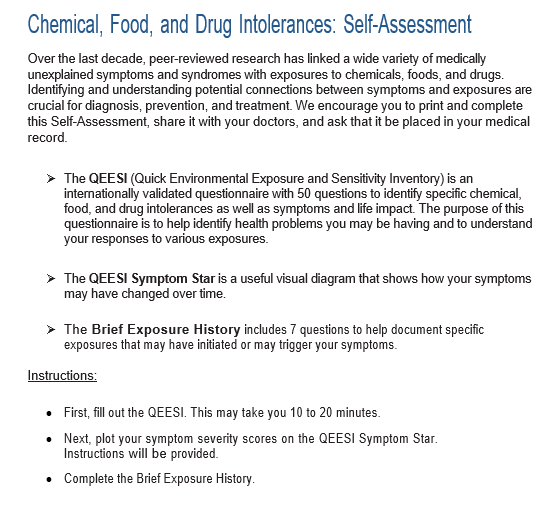 Chemical, Food, and Drug Intolerances: Self-Assessment
Over the last decade, peer-reviewed research has linked a wide variety of medically
unexplained symptoms and syndromes with exposures to chemicals, foods, and drugs.
Identifying and understanding potential connections between symptoms and exposures are
crucial for diagnosis, prevention, and treatment. We encourage you to print and complete
this Self-Assessment, share it with your doctors, and ask that it be placed in your medical
record.
➢ The QEESI (Quick Environmental Exposure and Sensitivity Inventory) is an
internationally validated questionnaire with 50 questions to identify specific chemical,
food, and drug intolerances as well as symptoms and life impact. The purpose of this
questionnaire is to help identify health problems you may be having and to understand
your responses to various exposures.
➢ The QEESI Symptom Star is a useful visual diagram that shows how your symptoms
may have changed over time.
➢ The Brief Exposure History includes 7 questions to help document specific
exposures that may have initiated or may trigger your symptoms.
Instructions:
• First, fill out the QEESI. This may take you 10 to 20 minutes.
• Next, plot your symptom severity scores on the QEESI Symptom Star.
Instructions will be provided.
• Complete the Brief Exposure History.